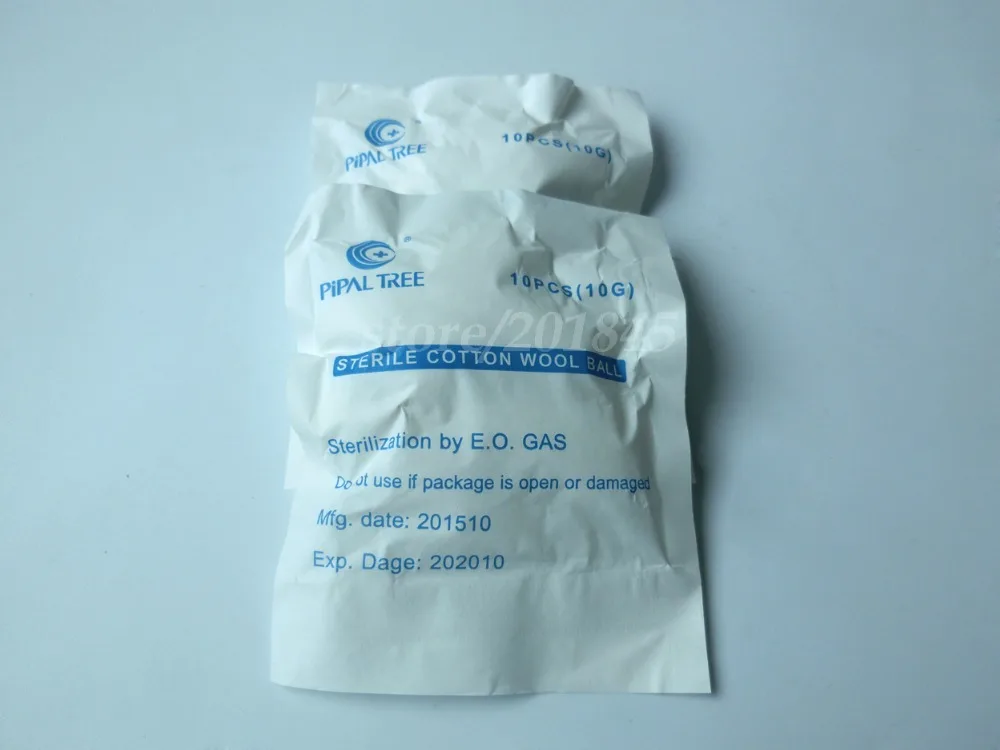 PiPAL TREE ®
10PCS(10G)
PiPAL TREE ®
10PCS(10G)
store/201825
STERILE COTTON WOOL BALL
Sterilization by E.O. GAS
Do not use if package is open or damaged
Mfg. date: 201510
Exp. Dage: 202010